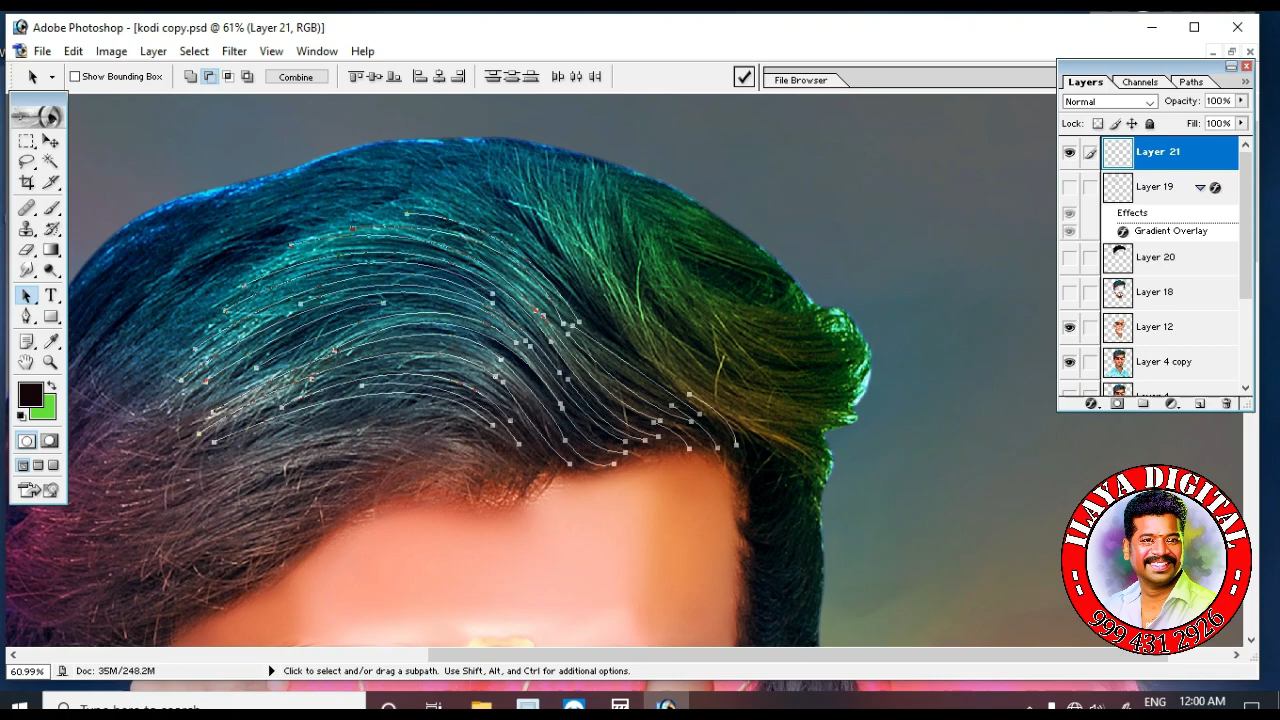 Adobe Photoshop - [kodi copy.psd @ 61% (Layer 21, RGB)]
File Edit Image Layer Select Filter View Window Help
Show Bounding Box Combine File Browser
Layers Channels Paths
Normal Opacity: 100%
Lock: Fill: 100%
Layer 21
Layer 19
Effects
Gradient Overlay
Layer 20
Layer 18
Layer 12
Layer 4 copy
T
ILAYA DIGITAL
999 431 2926
60.99% Doc: 35M/248.2M Click to select and/or drag a subpath. Use Shift, Alt, and Ctrl for additional options.
ENG 12:00 AM